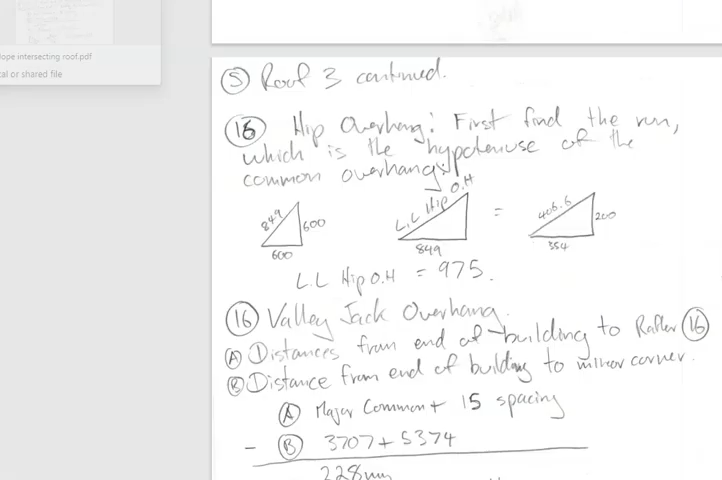 lope intersecting roof.pdf
cal or shared file
5 Roof 3 continued.
16 Hip Overhang: First find the run,
which is the hypotenuse of the
common overhangs
849 600 600
L.L Hip O.H 849
=
406.6 200 354
L.L Hip O.H = 975.
16 Valley Jack Overhang.
A Distances from end of building to Rafter 16
B Distance from end of building to minor corner.
A Major Common + 15 spacing
- B 3707 + 5374
228mm